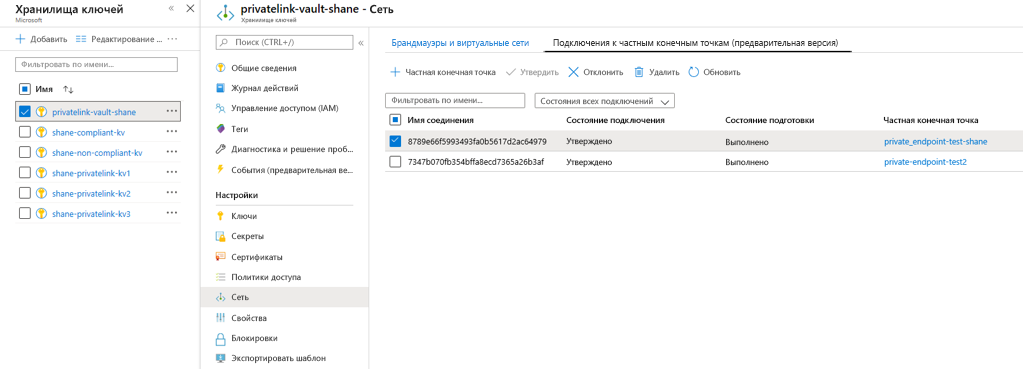 Хранилища ключей
Microsoft
Добавить
Редактирование ...
Фильтровать по имени...
Имя
privatelink-vault-shane
shane-compliant-kv
shane-non-compliant-kv
shane-privatelink-kv1
shane-privatelink-kv2
shane-privatelink-kv3
privatelink-vault-shane - Сеть
Хранилища ключей
Поиск (CTRL+/)
Общие сведения
Журнал действий
Управление доступом (IAM)
Теги
Диагностика и решение проб...
События (предварительная ве...
Настройки
Ключи
Секреты
Сертификаты
Политики доступа
Сеть
Свойства
Блокировки
Экспортировать шаблон
Брандмауэры и виртуальные сети Подключения к частным конечным точкам (предварительная версия)
Частная конечная точка Утвердить Отклонить Удалить Обновить
Фильтровать по имени... Состояния всех подключений
Имя соединения Состояние подключения Состояние подготовки Частная конечная точка
8789e66f5993493fa0b5617d2ac64979 Утверждено Выполнено private_endpoint-test-shane
7347b070fb354bffa8ecd7365a26b3af Утверждено Выполнено private-endpoint-test2